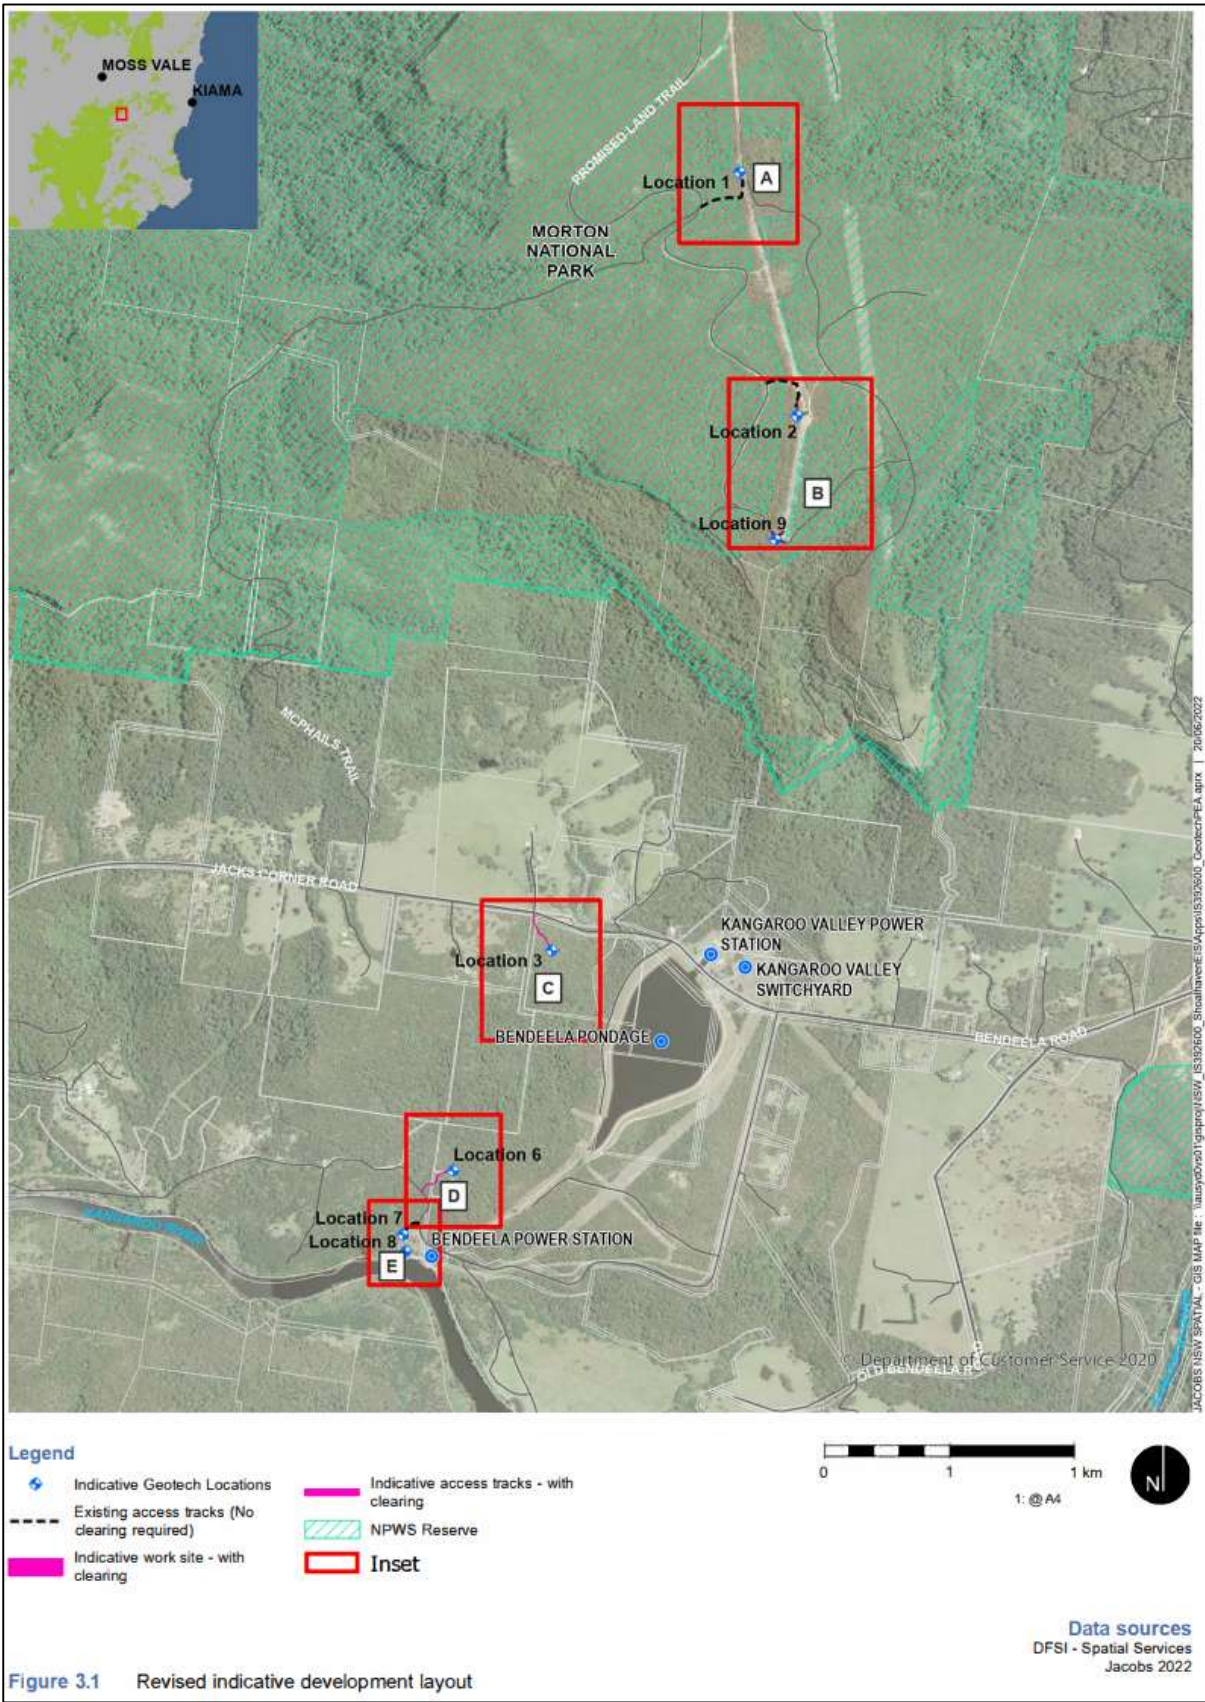 MOSS VALE
KIAMA
PROMISED LAND TRAIL
Location 1
A
MORTON
NATIONAL
PARK
Location 2
B
Location 9
MCPHAILS TRAIL
JACKS CORNER ROAD
KANGAROO VALLEY POWER
STATION
Location 3
KANGAROO VALLEY
SWITCHYARD
C
BENDEELA PONDAGE
BENDEELA ROAD
Location 6
D
KANGAROO RIVER
Location 7
Location 8
BENDEELA POWER STATION
E
© Department of Customer Service 2020
OLD BENDEELA
JACOBS NSW SPATIAL - GIS MAP file : \\ausyd0vs01\gisproj\NSW_IS392600_ShoalhavenEIS\Apps\IS392600_GeotechPEA.aprx | 20/06/2022
Legend
Indicative Geotech Locations
Existing access tracks (No
clearing required)
Indicative work site - with
clearing
Indicative access tracks - with
clearing
NPWS Reserve
Inset
0 1 1 km
1: @ A4
N
Data sources
DFSI - Spatial Services
Jacobs 2022
Figure 3.1 Revised indicative development layout